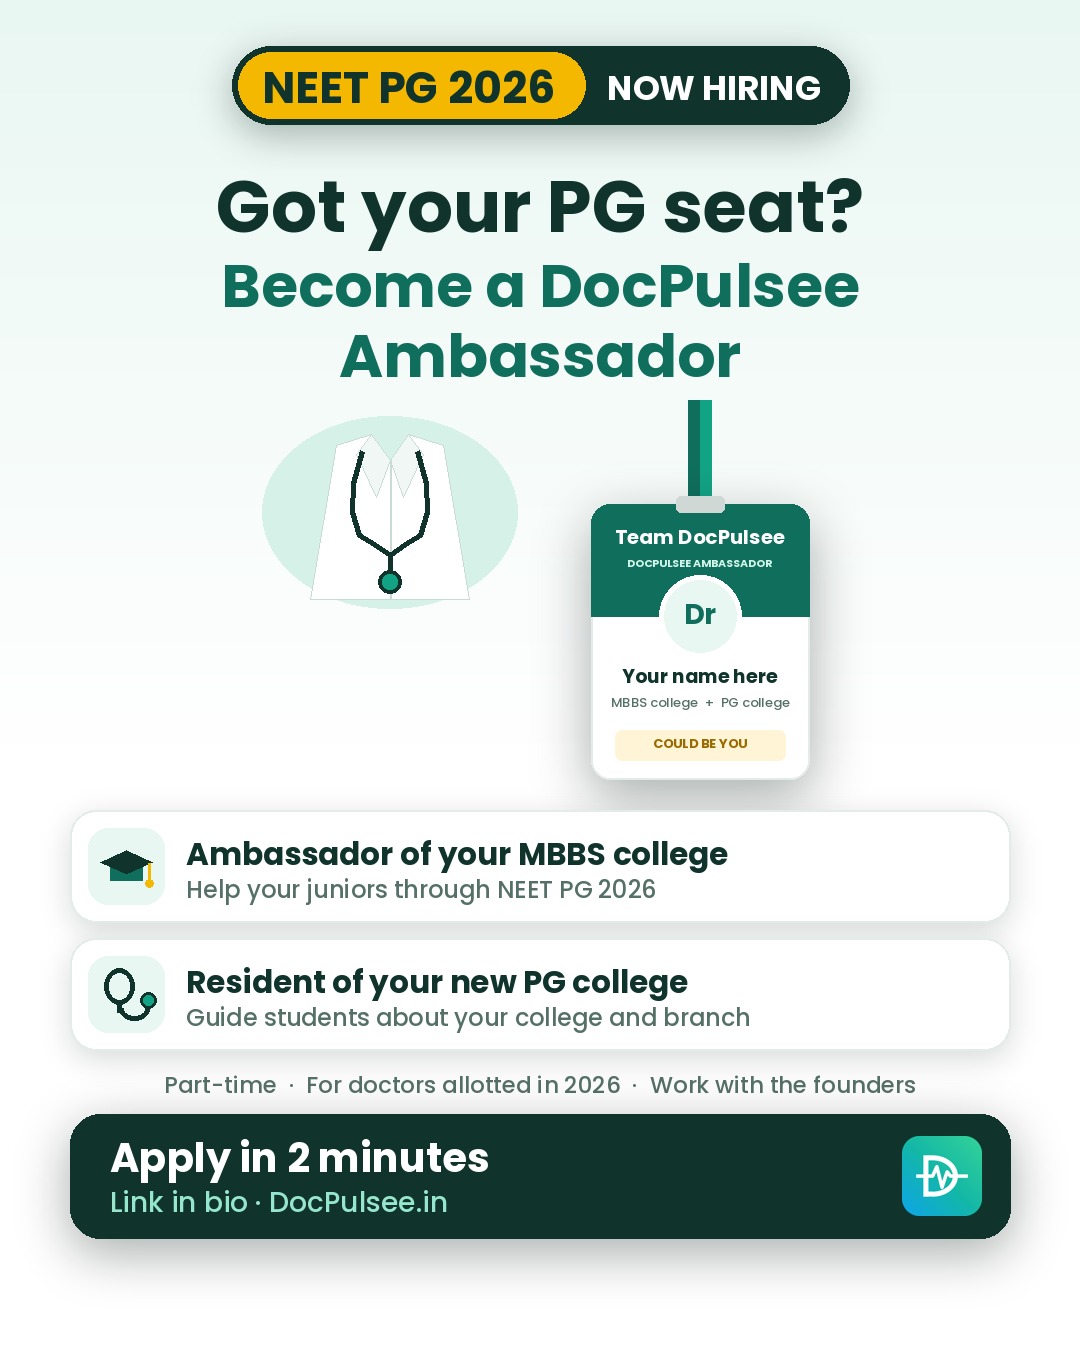 NEET PG 2026 NOW HIRING
Got your PG seat?
Become a DocPulsee
Ambassador
Team DocPulsee
DOCPULSEE AMBASSADOR
Dr
Your name here
MBBS college + PG college
COULD BE YOU
Ambassador of your MBBS college
Help your juniors through NEET PG 2026
Resident of your new PG college
Guide students about your college and branch
Part-time · For doctors allotted in 2026 · Work with the founders
Apply in 2 minutes
Link in bio · DocPulsee.in